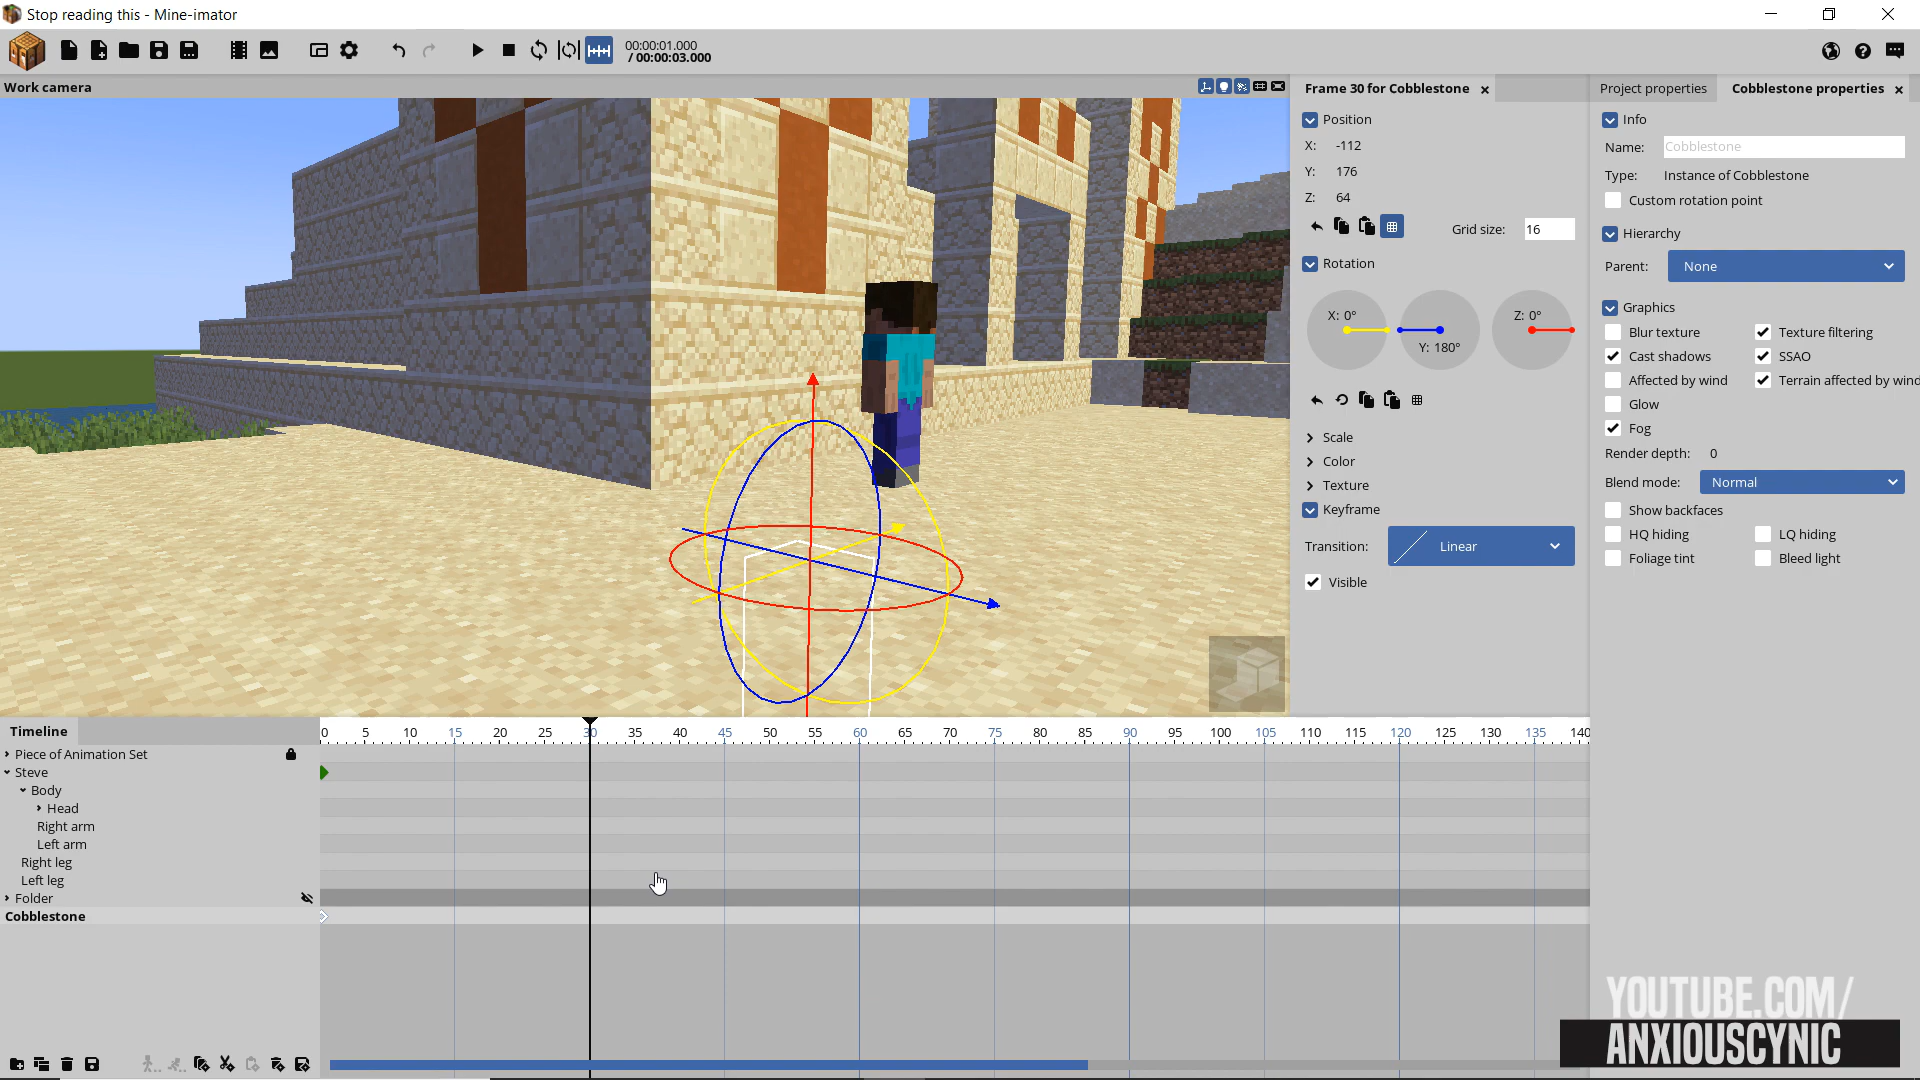 Stop reading this - Mine-imator
00:00:01.000
/ 00:00:03.000
Work camera
Frame 30 for Cobblestone
Position
X: -112
Y: 176
Z: 64
Grid size: 16
Rotation
X: 0°
Y: 180°
Z: 0°
Scale
Color
Texture
Keyframe
Transition: Linear
Visible
Project properties
Cobblestone properties
Info
Name: Cobblestone
Type: Instance of Cobblestone
Custom rotation point
Hierarchy
Parent: None
Graphics
Blur texture Texture filtering
Cast shadows SSAO
Affected by wind Terrain affected by wind
Glow
Fog
Render depth: 0
Blend mode: Normal
Show backfaces
HQ hiding LQ hiding
Foliage tint Bleed light
Timeline
0 5 10 15 20 25 30 35 40 45 50 55 60 65 70 75 80 85 90 95 100 105 110 115 120 125 130 135 140
Piece of Animation Set
Steve
Body
Head
Right arm
Left arm
Right leg
Left leg
Folder
Cobblestone
YOUTUBE.COM/
ANXIOUSCYNIC